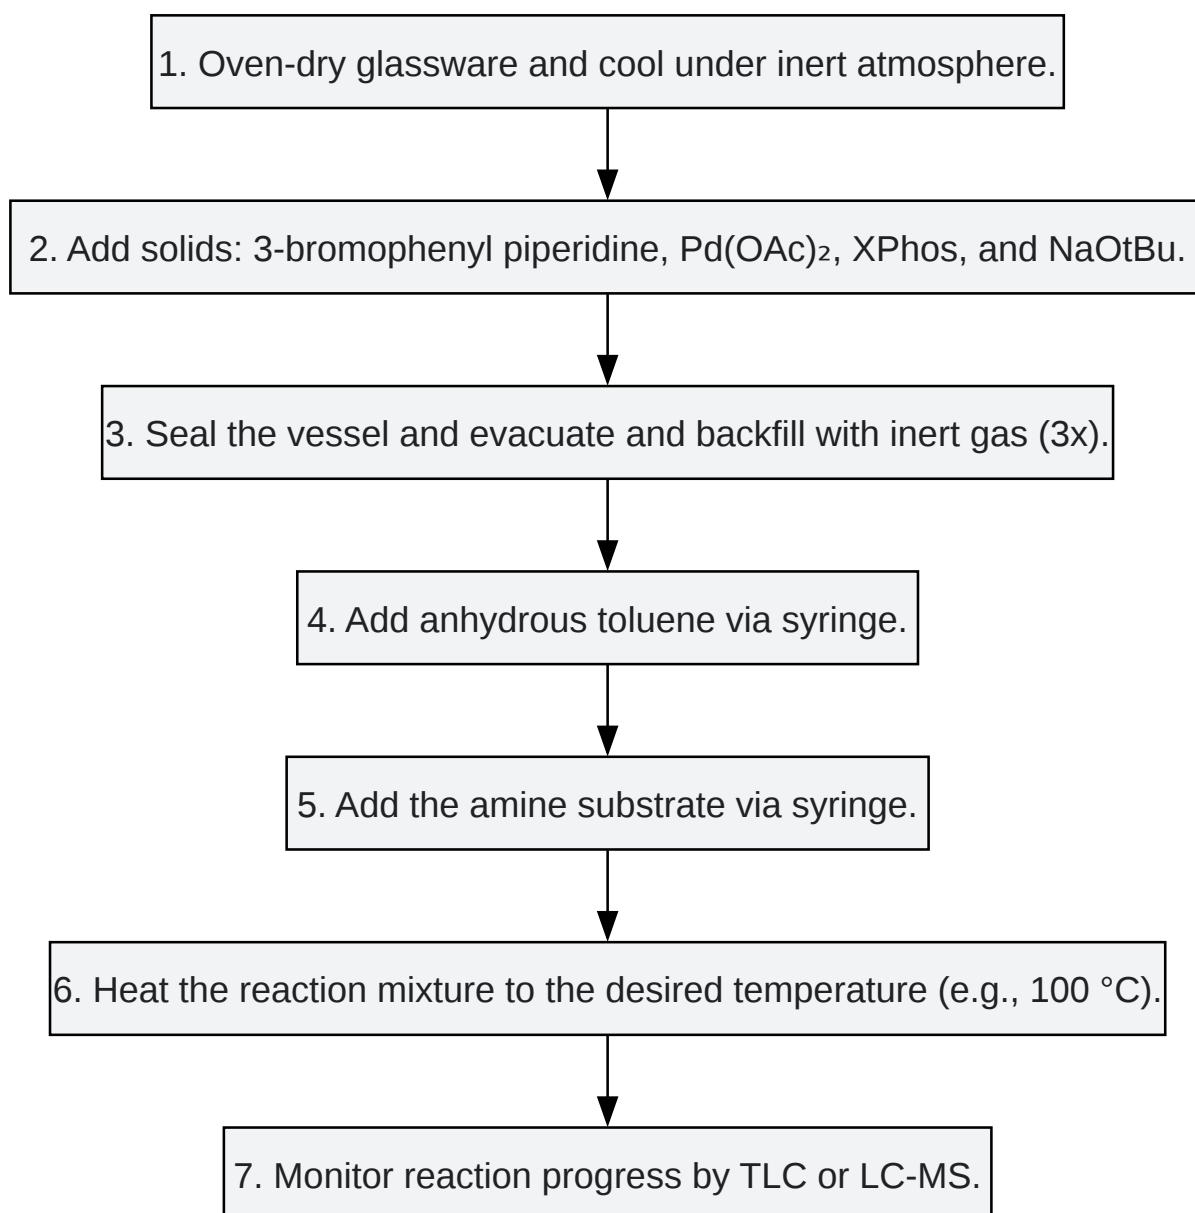 1. Oven-dry glassware and cool under inert atmosphere.
2. Add solids: 3-bromophenyl piperidine, Pd(OAc)₂, XPhos, and NaOtBu.
3. Seal the vessel and evacuate and backfill with inert gas (3x).
4. Add anhydrous toluene via syringe.
5. Add the amine substrate via syringe.
6. Heat the reaction mixture to the desired temperature (e.g., 100 °C).
7. Monitor reaction progress by TLC or LC-MS.